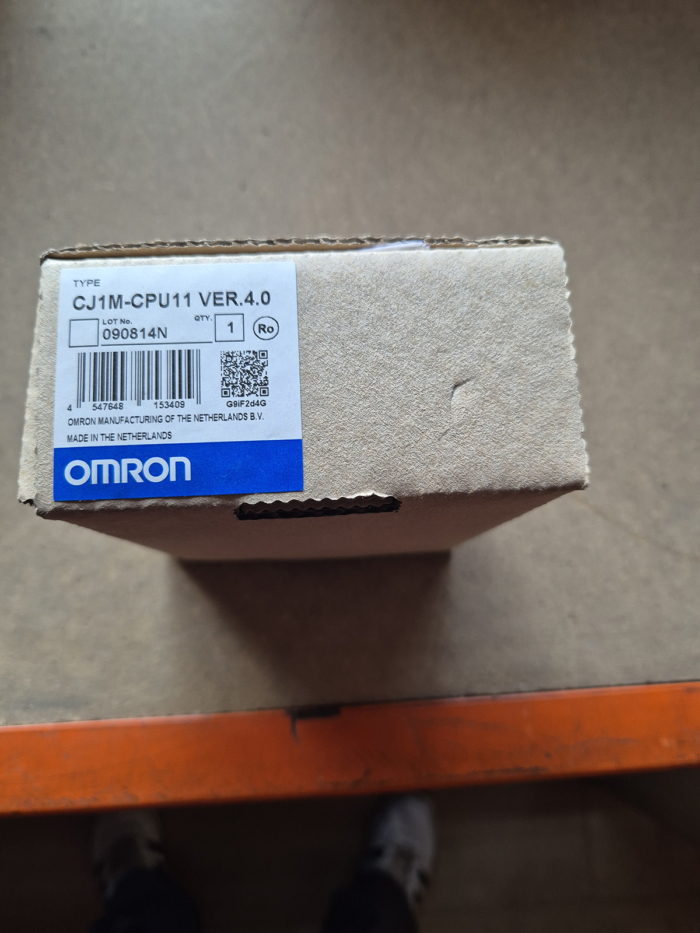 TYPE
CJ1M-CPU11 VER.4.0
LOT No. QTY.
090814N 1 Ro
4 547648 153409
G9iF2d4G
OMRON MANUFACTURING OF THE NETHERLANDS B.V.
MADE IN THE NETHERLANDS
OMRON